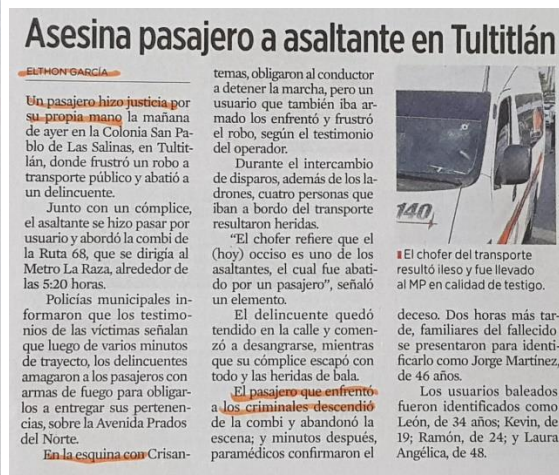 Asesina pasajero a asaltante en Tultitlán
ELTHON GARCÍA
Un pasajero hizo justicia por
su propia mano la mañana
de ayer en la Colonia San Pa-
blo de Las Salinas, en Tultit-
lán, donde frustró un robo a
transporte público y abatió a
un delincuente.
Junto con un cómplice,
el asaltante se hizo pasar por
usuario y abordó la combi de
la Ruta 68, que se dirigía al
Metro La Raza, alrededor de
las 5:20 horas.
Policías municipales in-
formaron que los testimo-
nios de las víctimas señalan
que luego de varios minutos
de trayecto, los delincuentes
amagaron a los pasajeros con
armas de fuego para obligar-
los a entregar sus pertenen-
cias, sobre la Avenida Prados
del Norte.
En la esquina con Crisan-
temas, obligaron al conductor
a detener la marcha, pero un
usuario que también iba ar-
mado los enfrentó y frustró
el robo, según el testimonio
del operador.
Durante el intercambio
de disparos, además de los la-
drones, cuatro personas que
iban a bordo del transporte
resultaron heridas.
"El chofer refiere que el
(hoy) occiso es uno de los
asaltantes, el cual fue abati-
do por un pasajero", señaló
un elemento.
El delincuente quedó
tendido en la calle y comen-
zó a desangrarse, mientras
que su cómplice escapó con
todo y las heridas de bala.
El pasajero que enfrentó
a los criminales descendió
de la combi y abandonó la
escena; y minutos después,
paramédicos confirmaron el
140
El chofer del transporte
resultó ileso y fue llevado
al MP en calidad de testigo.
deceso. Dos horas más tar-
de, familiares del fallecido
se presentaron para identi-
ficarlo como Jorge Martínez,
de 46 años.
Los usuarios baleados
fueron identificados como
León, de 34 años; Kevin, de
19; Ramón, de 24; y Laura
Angélica, de 48.